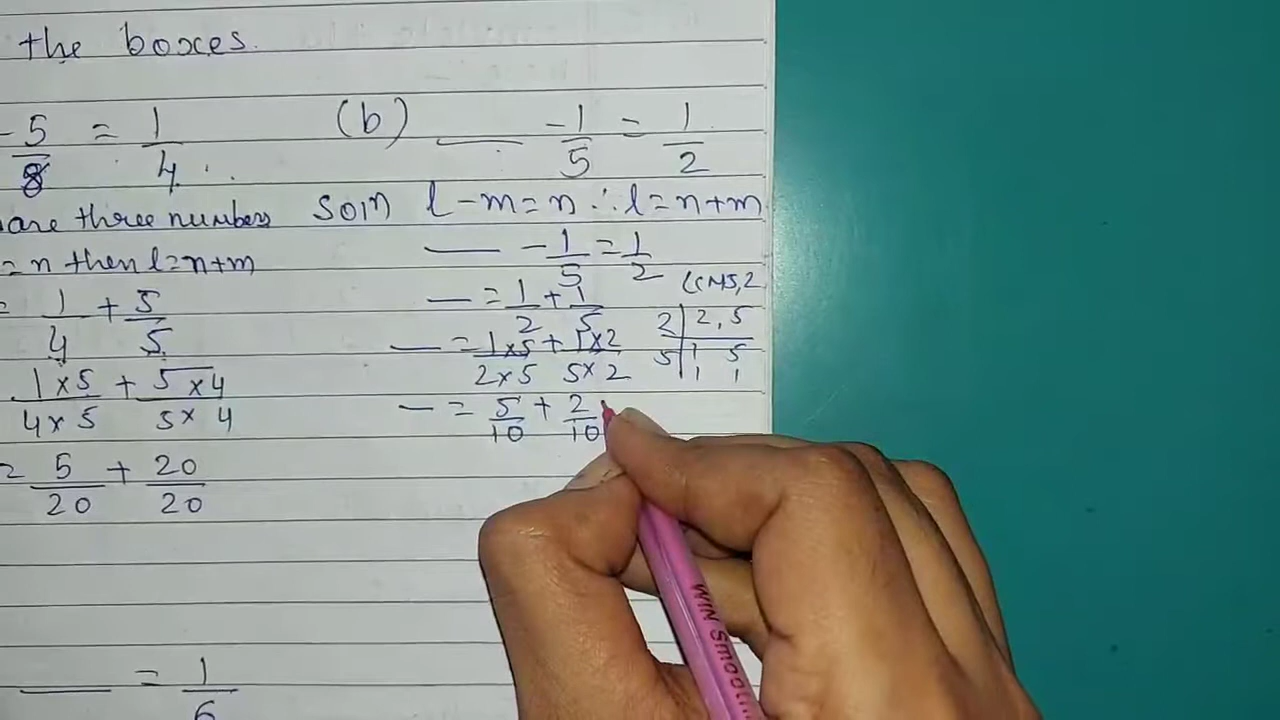 the boxes.
- 5/8 = 1/4 (b) ___ - 1/5 = 1/2
are three numbers Soln l - m = n ∴ l = n + m
= n then l = n + m ___ - 1/5 = 1/2
LCM 5, 2
= 1/4 + 5/5 ___ = 1/2 + 1/5
2 | 2, 5
1×5/4×5 + 5×4/5×4 ___ = 1×5/2×5 + 1×2/5×2
5 | 1 5
1 1
___ = 5/10 + 2/10
= 5/20 + 20/20
___ = 1/6
WIN Smooth